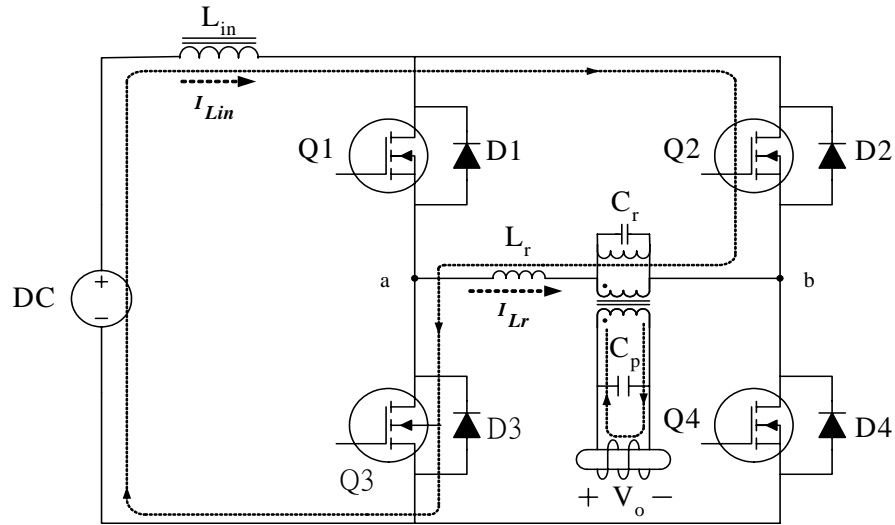 L_in
I_Lin
Q1
D1
Q2
D2
C_r
L_r
a
b
I_Lr
DC
+
−
C_p
Q3
D3
Q4
D4
+ V_o −